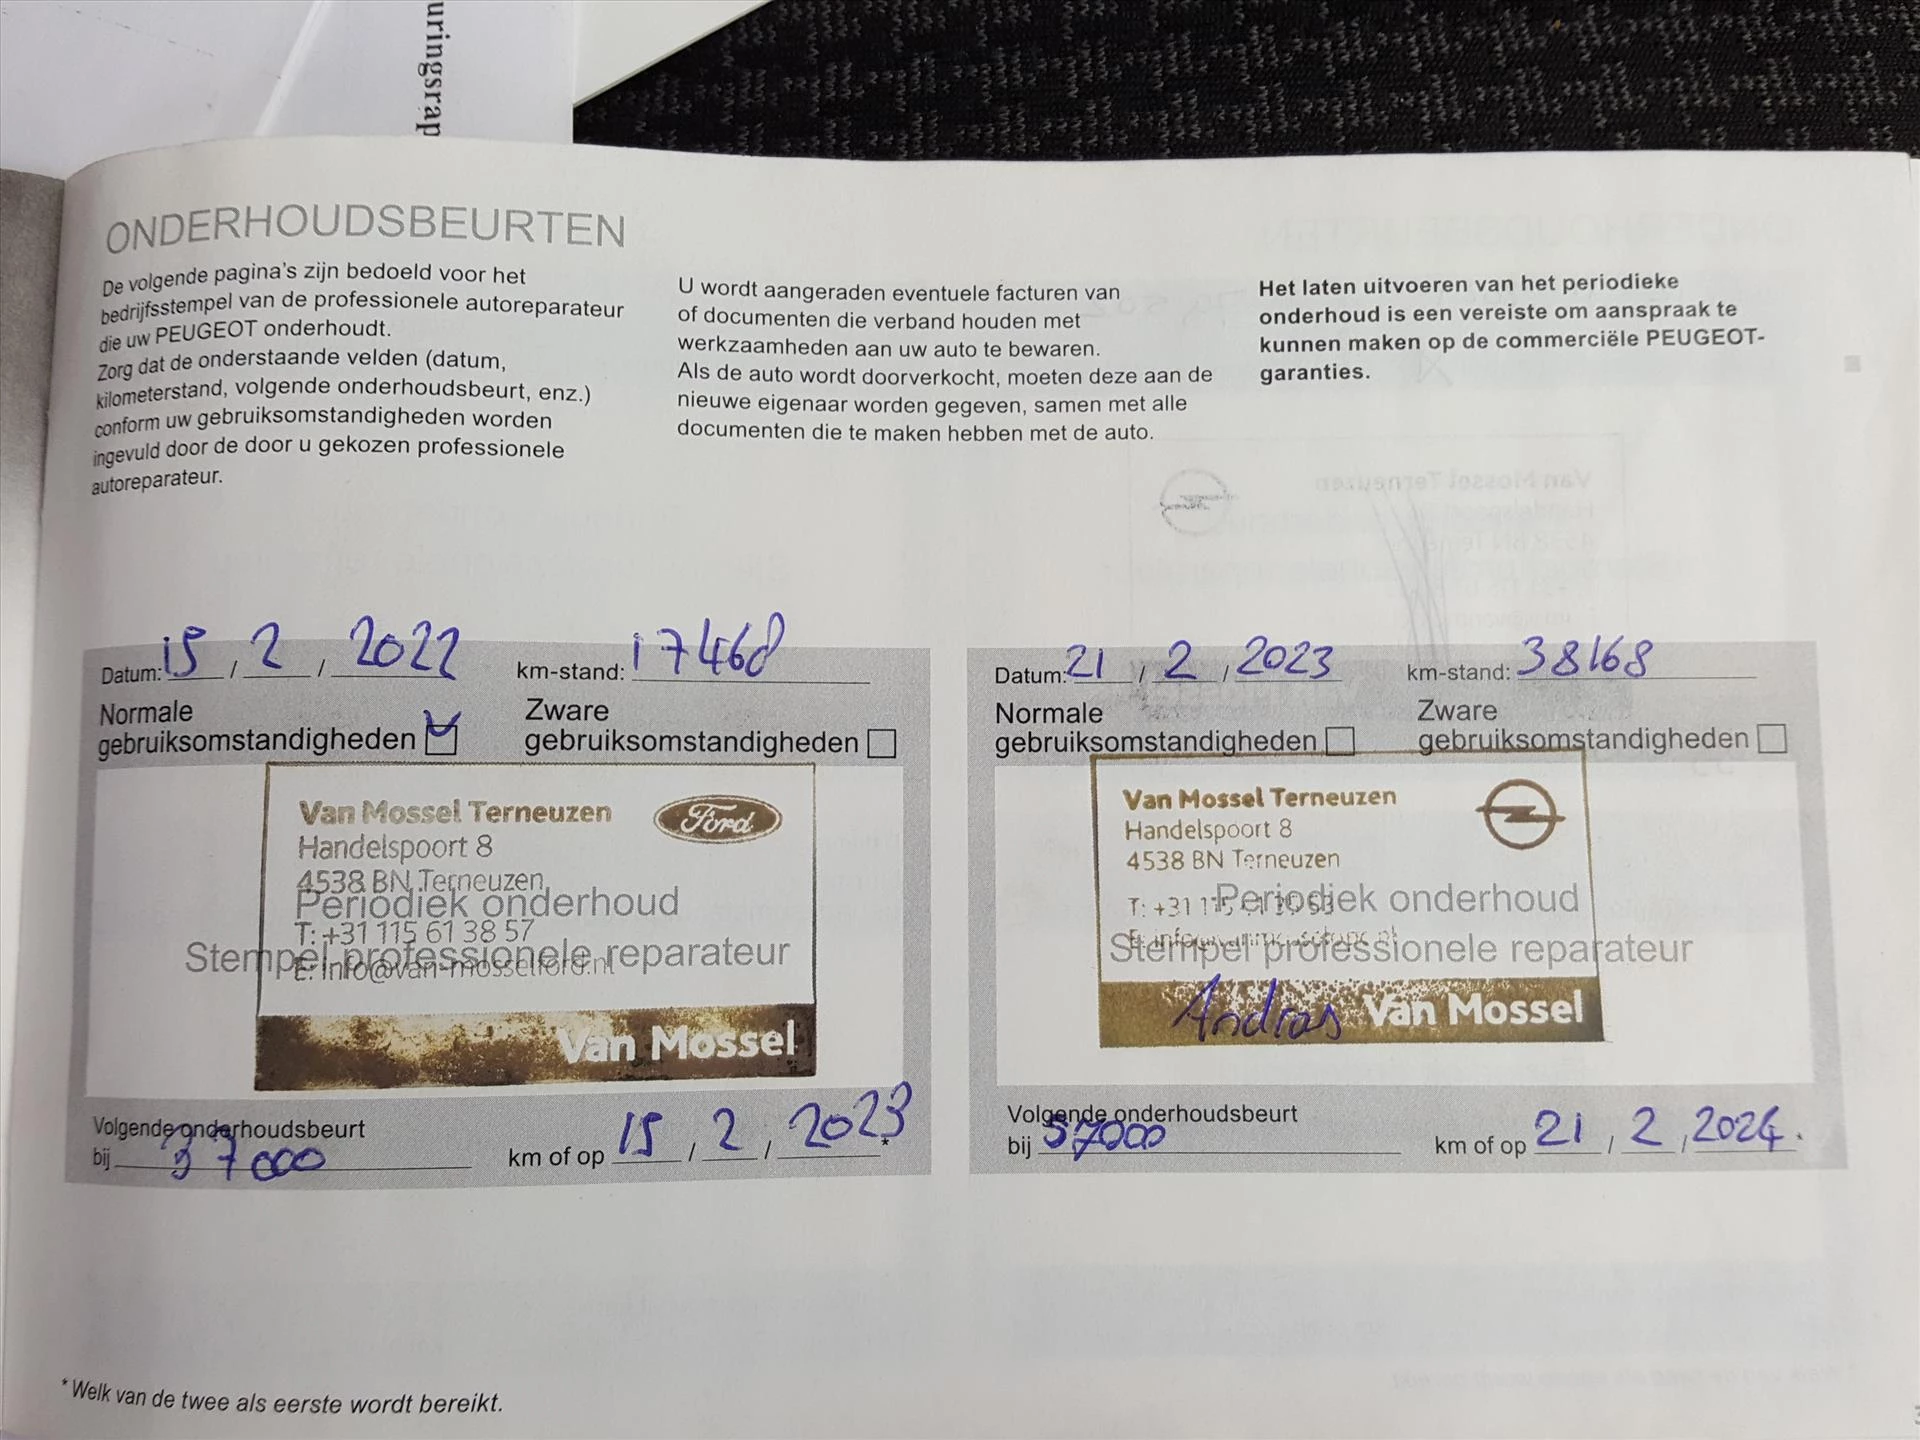 uringsrap
ONDERHOUDSBEURTEN
De volgende pagina's zijn bedoeld voor het
bedrijfsstempel van de professionele autoreparateur
die uw PEUGEOT onderhoudt.
Zorg dat de onderstaande velden (datum,
kilometerstand, volgende onderhoudsbeurt, enz.)
conform uw gebruiksomstandigheden worden
ingevuld door de door u gekozen professionele
autoreparateur.
U wordt aangeraden eventuele facturen van
of documenten die verband houden met
werkzaamheden aan uw auto te bewaren.
Als de auto wordt doorverkocht, moeten deze aan de
nieuwe eigenaar worden gegeven, samen met alle
documenten die te maken hebben met de auto.
Het laten uitvoeren van het periodieke
onderhoud is een vereiste om aanspraak te
kunnen maken op de commerciële PEUGEOT-
garanties.
Datum: 15 / 2 / 2022 km-stand: 17468
Normale Zware
gebruiksomstandigheden gebruiksomstandigheden
Van Mossel Terneuzen Ford
Handelspoort 8
4538 BN Terneuzen
Periodiek onderhoud
T: +31 115 61 38 57
Stempel professionele reparateur
E: info@van-mosselford.nl
Van Mossel
Volgende onderhoudsbeurt
bij 37000 km of op 15 / 2 / 2023 *
Datum: 21 / 2 / 2023 km-stand: 38168
Normale Zware
gebruiksomstandigheden gebruiksomstandigheden
Van Mossel Terneuzen
Handelspoort 8
4538 BN Terneuzen
Periodiek onderhoud
T: +31 115
Stempel professionele reparateur
Andras Van Mossel
Volgende onderhoudsbeurt
bij 57000 km of op 21 / 2 / 2024
* Welk van de twee als eerste wordt bereikt.